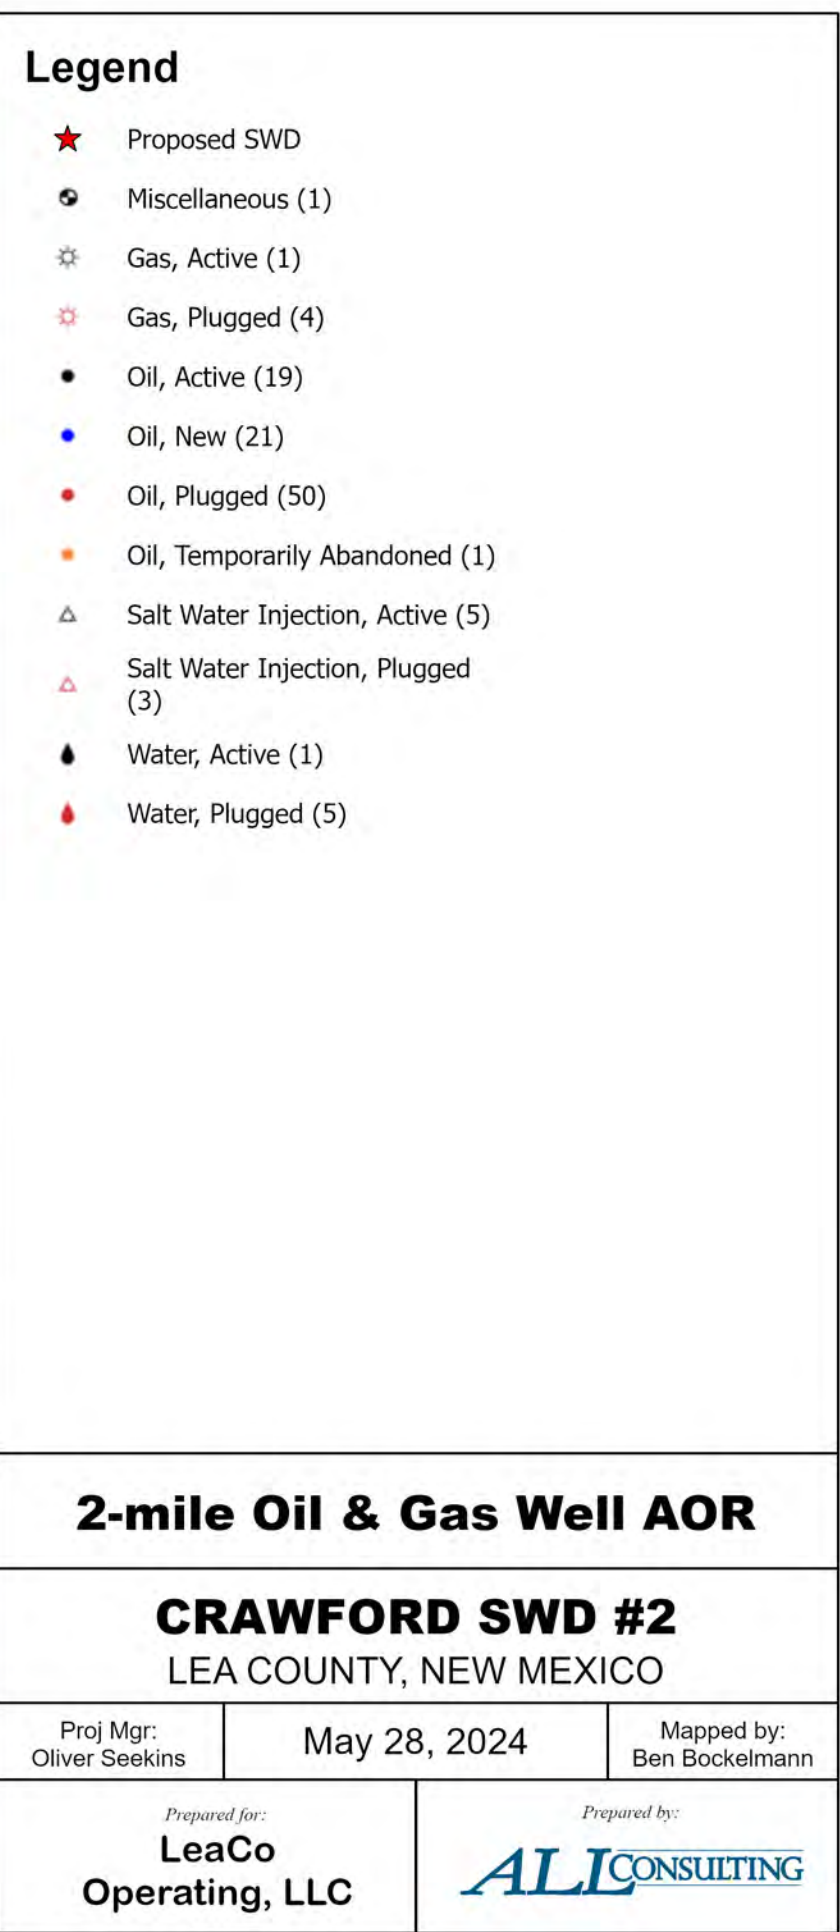 Legend
Proposed SWD
Miscellaneous (1)
Gas, Active (1)
Gas, Plugged (4)
Oil, Active (19)
Oil, New (21)
Oil, Plugged (50)
Oil, Temporarily Abandoned (1)
Salt Water Injection, Active (5)
Salt Water Injection, Plugged
(3)
Water, Active (1)
Water, Plugged (5)
2-mile Oil & Gas Well AOR
CRAWFORD SWD #2
LEA COUNTY, NEW MEXICO
Proj Mgr:
Oliver Seekins
May 28, 2024
Mapped by:
Ben Bockelmann
Prepared for:
LeaCo
Operating, LLC
Prepared by:
ALL CONSULTING